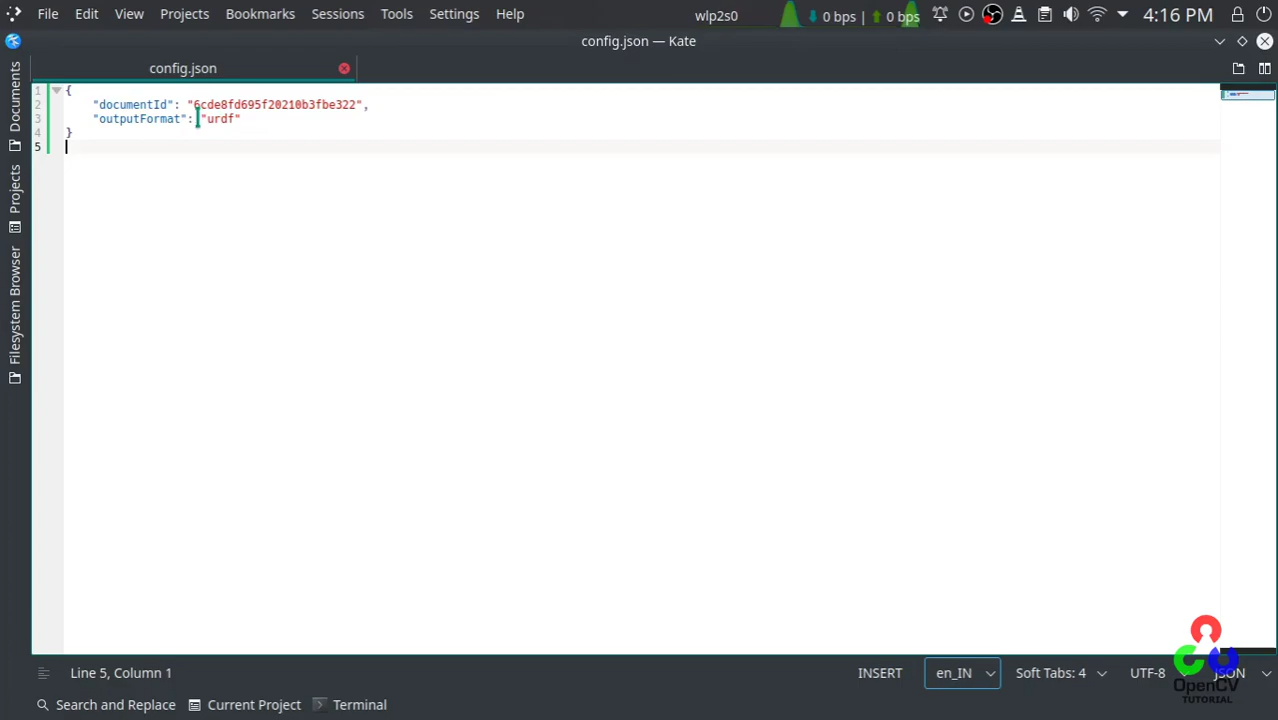 File Edit View Projects Bookmarks Sessions Tools Settings Help wlp2s0 0 bps | 0 bps 4:16 PM
config.json — Kate
config.json
Documents
Projects
Filesystem Browser
1 {
2 "documentId": "6cde8fd695f20210b3fbe322",
3 "outputFormat": "urdf"
4 }
5
Line 5, Column 1 INSERT en_IN Soft Tabs: 4 UTF-8 JSON
OpenCV
TUTORIAL
Search and Replace Current Project Terminal